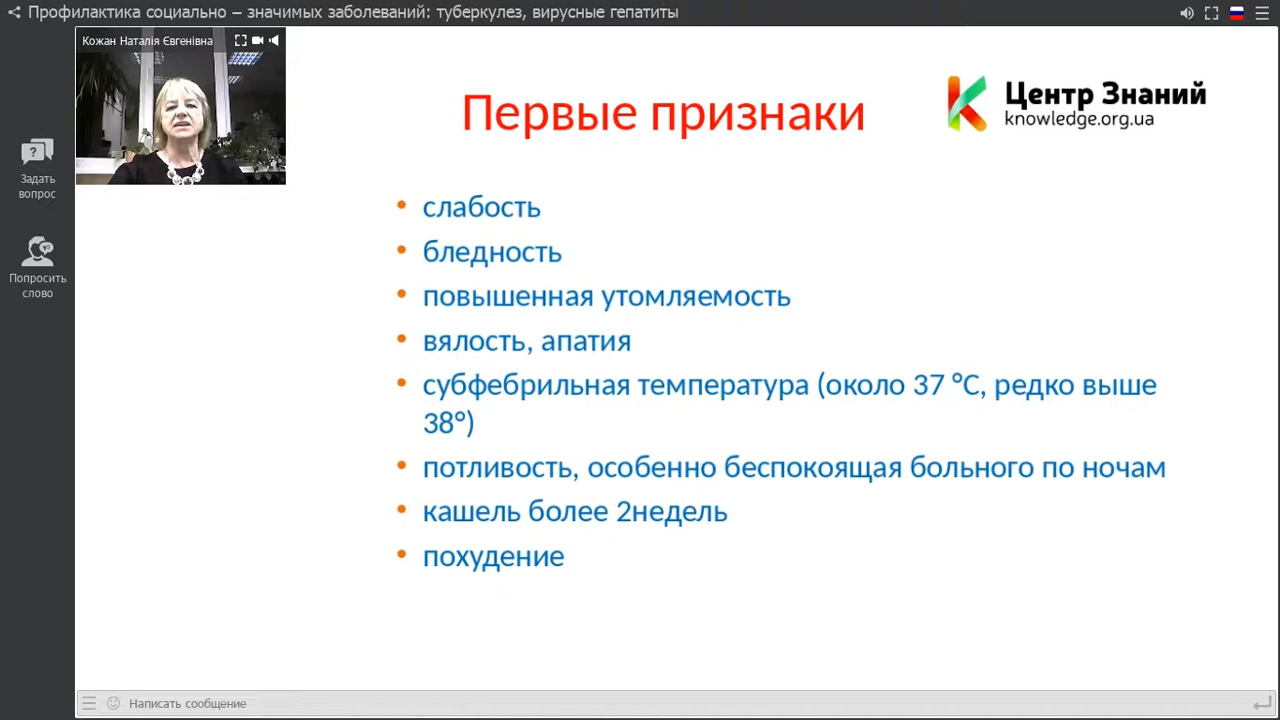 Профилактика социально – значимых заболеваний: туберкулез, вирусные гепатиты
Кожан Наталія Євгенівна
Первые признаки
Центр Знаний
knowledge.org.ua
Задать
вопрос
Попросить
слово
• слабость
• бледность
• повышенная утомляемость
• вялость, апатия
• субфебрильная температура (около 37 °С, редко выше
38°)
• потливость, особенно беспокоящая больного по ночам
• кашель более 2недель
• похудение
Написать сообщение